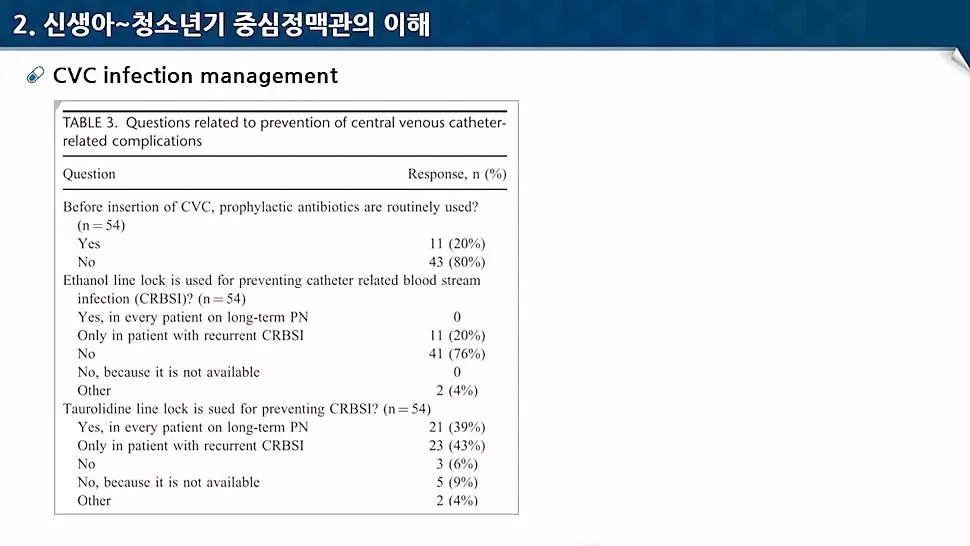 2. 신생아~청소년기 중심정맥관의 이해
CVC infection management
TABLE 3. Questions related to prevention of central venous catheter-
related complications
Question Response, n (%)
Before insertion of CVC, prophylactic antibiotics are routinely used?
(n = 54)
Yes 11 (20%)
No 43 (80%)
Ethanol line lock is used for preventing catheter related blood stream
infection (CRBSI)? (n = 54)
Yes, in every patient on long-term PN 0
Only in patient with recurrent CRBSI 11 (20%)
No 41 (76%)
No, because it is not available 0
Other 2 (4%)
Taurolidine line lock is sued for preventing CRBSI? (n = 54)
Yes, in every patient on long-term PN 21 (39%)
Only in patient with recurrent CRBSI 23 (43%)
No 3 (6%)
No, because it is not available 5 (9%)
Other 2 (4%)